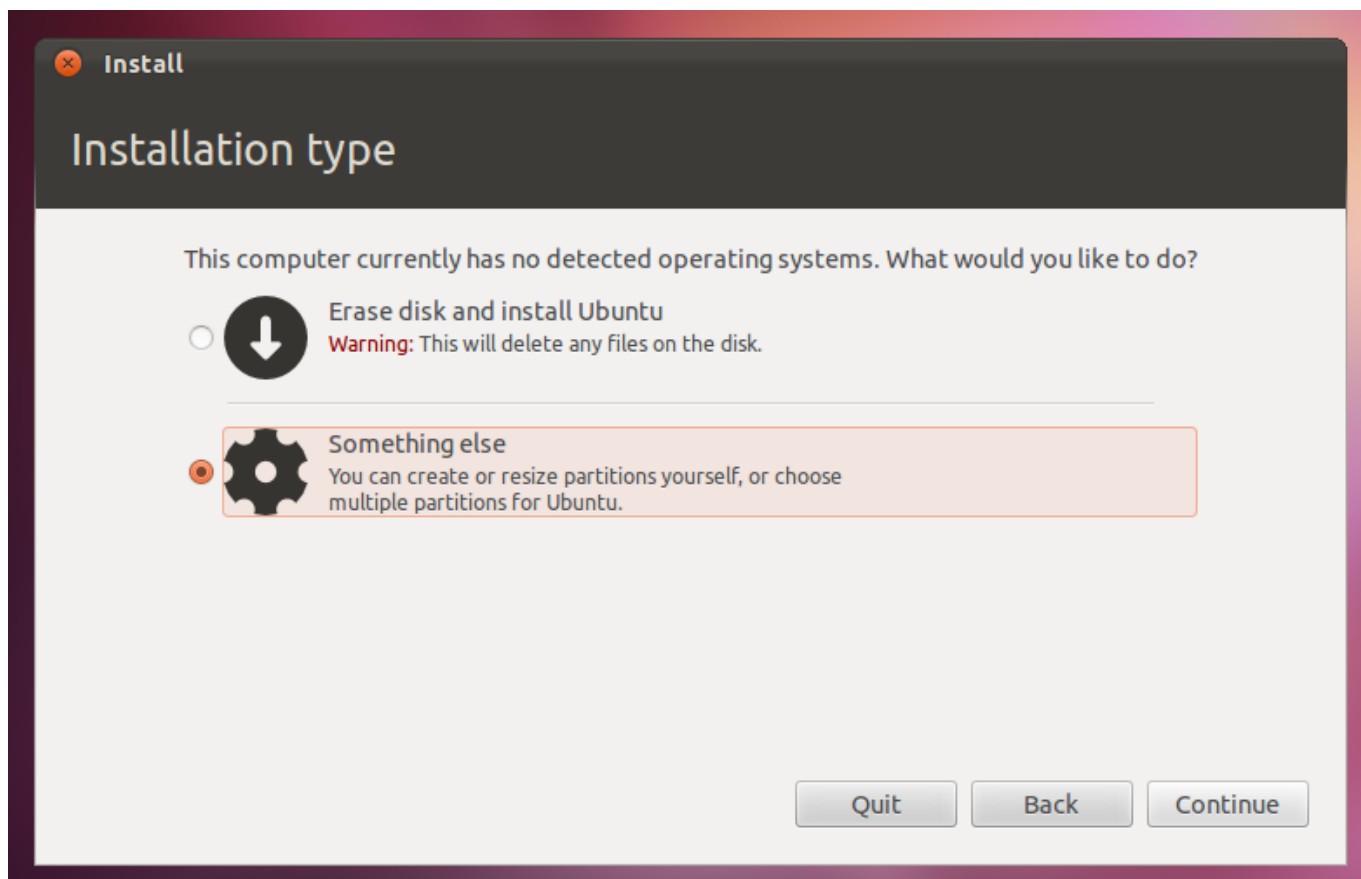 Install
Installation type
This computer currently has no detected operating systems. What would you like to do?
Erase disk and install Ubuntu
Warning: This will delete any files on the disk.
Something else
You can create or resize partitions yourself, or choose
multiple partitions for Ubuntu.
Quit
Back
Continue